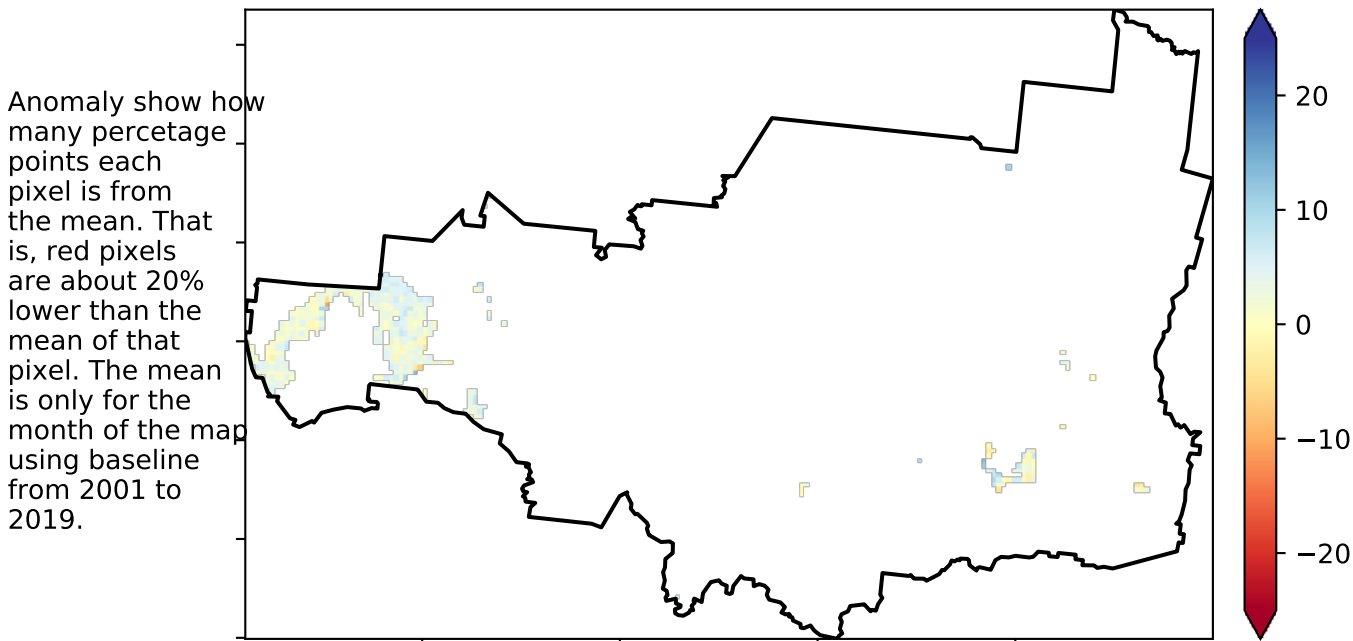 Anomaly show how
many percetage
points each
pixel is from
the mean. That
is, red pixels
are about 20%
lower than the
mean of that
pixel. The mean
is only for the
month of the map
using baseline
from 2001 to
2019.
20
10
0
−10
−20